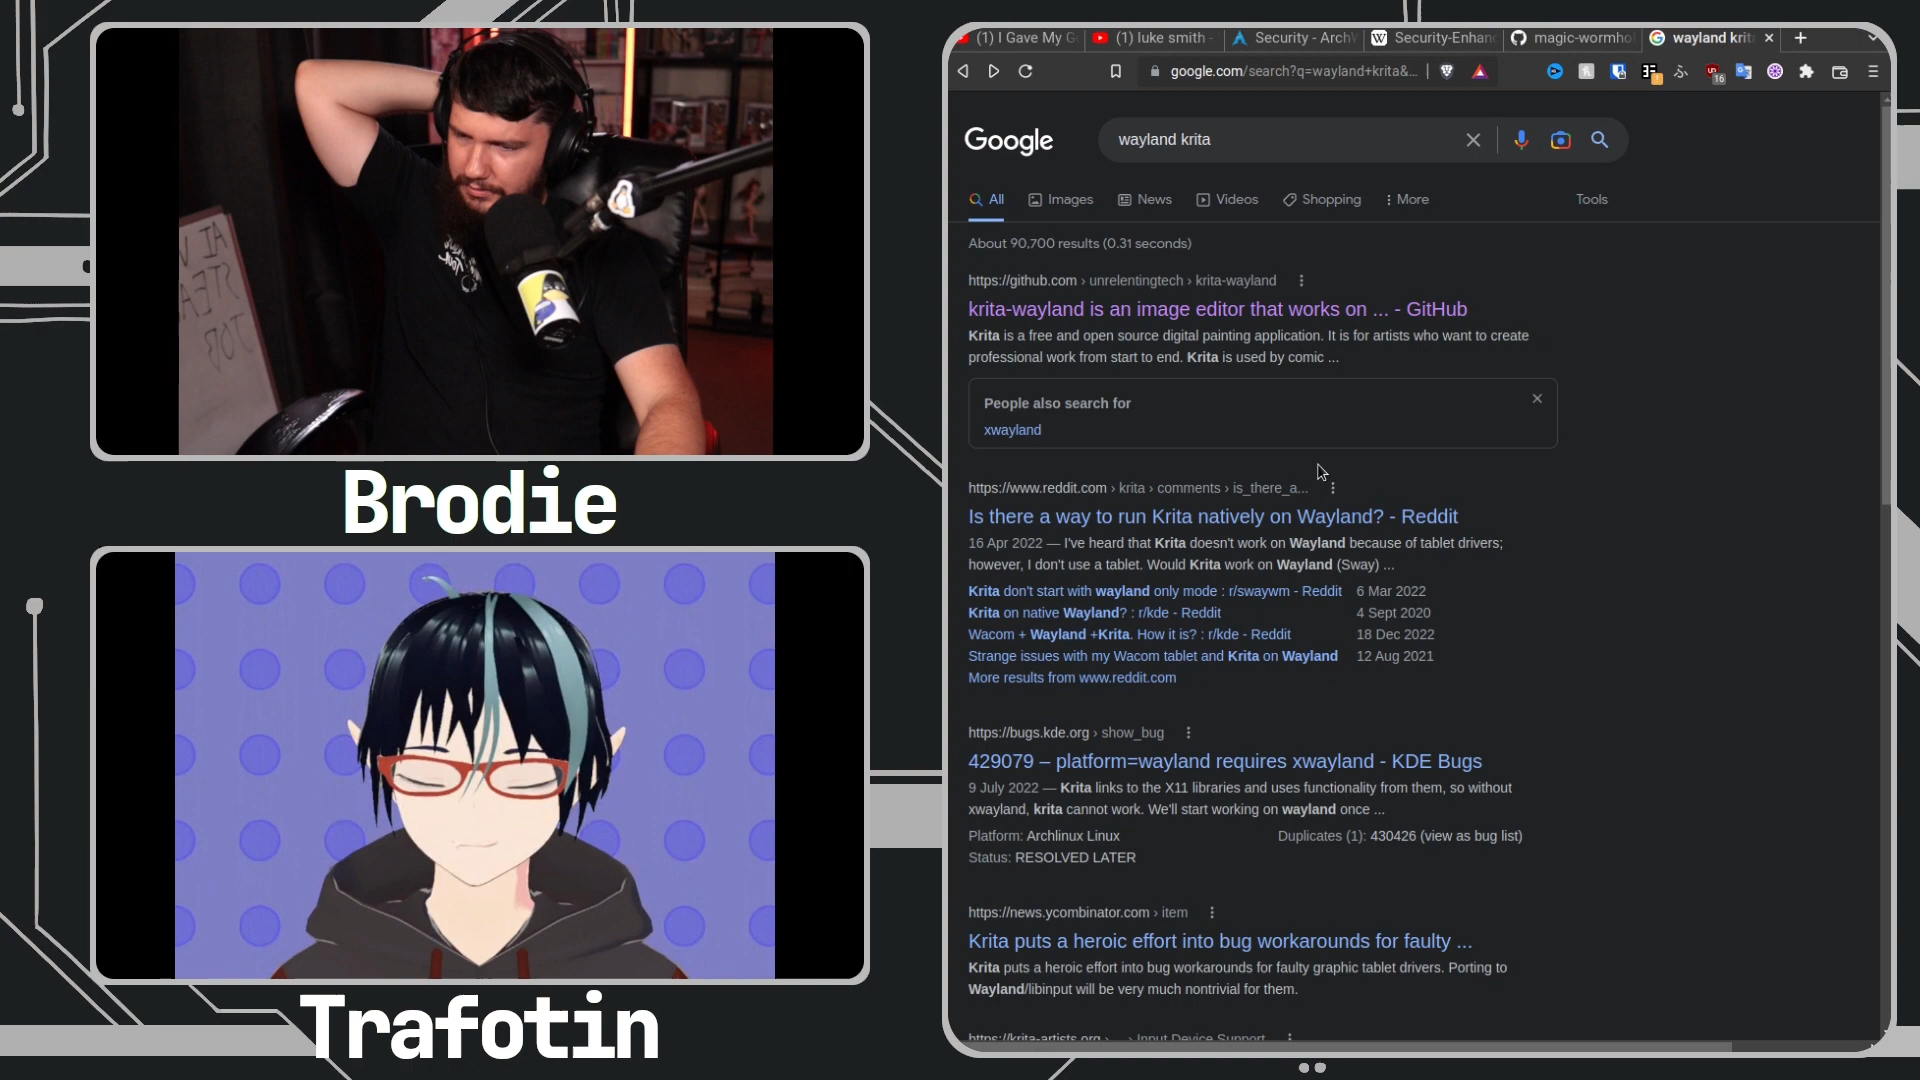 (1) I Gave My G
(1) luke smith -
Security - ArchW
Security-Enhanc
magic-wormho
wayland krit
google.com/search?q=wayland+krita&...
16
Google
wayland krita
All
Images
News
Videos
Shopping
More
Tools
About 90,700 results (0.31 seconds)
https://github.com › unrelentingtech › krita-wayland
krita-wayland is an image editor that works on ... - GitHub
Krita is a free and open source digital painting application. It is for artists who want to create
professional work from start to end. Krita is used by comic ...
People also search for
xwayland
https://www.reddit.com › krita › comments › is_there_a...
Is there a way to run Krita natively on Wayland? - Reddit
16 Apr 2022 — I've heard that Krita doesn't work on Wayland because of tablet drivers;
however, I don't use a tablet. Would Krita work on Wayland (Sway) ...
Krita don't start with wayland only mode : r/swaywm - Reddit 6 Mar 2022
Krita on native Wayland? : r/kde - Reddit 4 Sept 2020
Wacom + Wayland +Krita. How it is? : r/kde - Reddit 18 Dec 2022
Strange issues with my Wacom tablet and Krita on Wayland 12 Aug 2021
More results from www.reddit.com
https://bugs.kde.org › show_bug
429079 – platform=wayland requires xwayland - KDE Bugs
9 July 2022 — Krita links to the X11 libraries and uses functionality from them, so without
xwayland, krita cannot work. We'll start working on wayland once ...
Platform: Archlinux Linux Duplicates (1): 430426 (view as bug list)
Status: RESOLVED LATER
https://news.ycombinator.com › item
Krita puts a heroic effort into bug workarounds for faulty ...
Krita puts a heroic effort into bug workarounds for faulty graphic tablet drivers. Porting to
Wayland/libinput will be very much nontrivial for them.
https://krita-artists.org › ... › Input Device Support
AI
STEA
JOB
Brodie
Trafotin